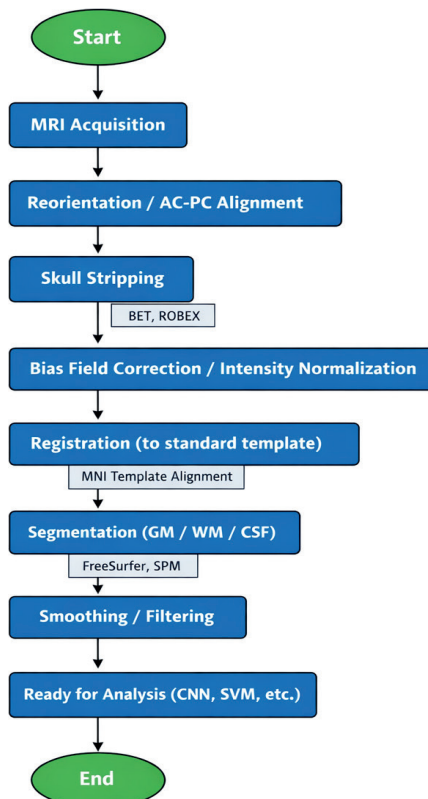 Start
MRI Acquisition
Reorientation / AC-PC Alignment
Skull Stripping
BET, ROBEX
Bias Field Correction / Intensity Normalization
Registration (to standard template)
MNI Template Alignment
Segmentation (GM / WM / CSF)
FreeSurfer, SPM
Smoothing / Filtering
Ready for Analysis (CNN, SVM, etc.)
End